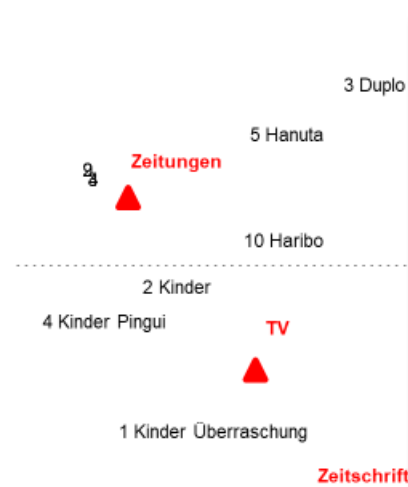 3 Duplo
5 Hanuta
Zeitungen
10 Haribo
2 Kinder
4 Kinder Pingui
TV
1 Kinder Überraschung
Zeitschrift